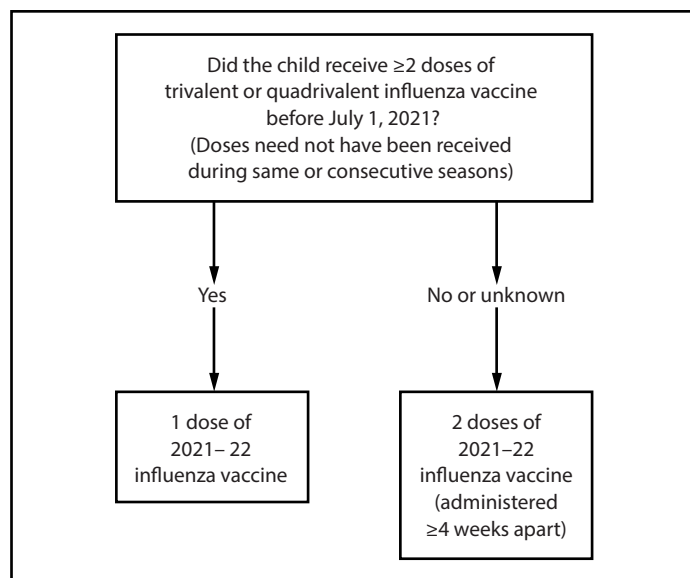 Did the child receive ≥2 doses of
trivalent or quadrivalent influenza vaccine
before July 1, 2021?
(Doses need not have been received
during same or consecutive seasons)
Yes
No or unknown
1 dose of
2021– 22
influenza vaccine
2 doses of
2021–22
influenza vaccine
(administered
≥4 weeks apart)